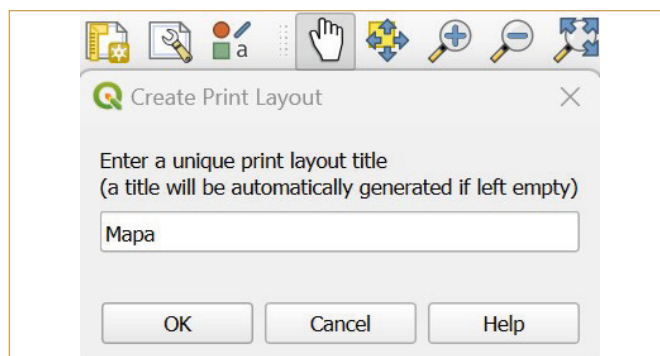 a
Create Print Layout
Enter a unique print layout title
(a title will be automatically generated if left empty)
Mapa
OK
Cancel
Help